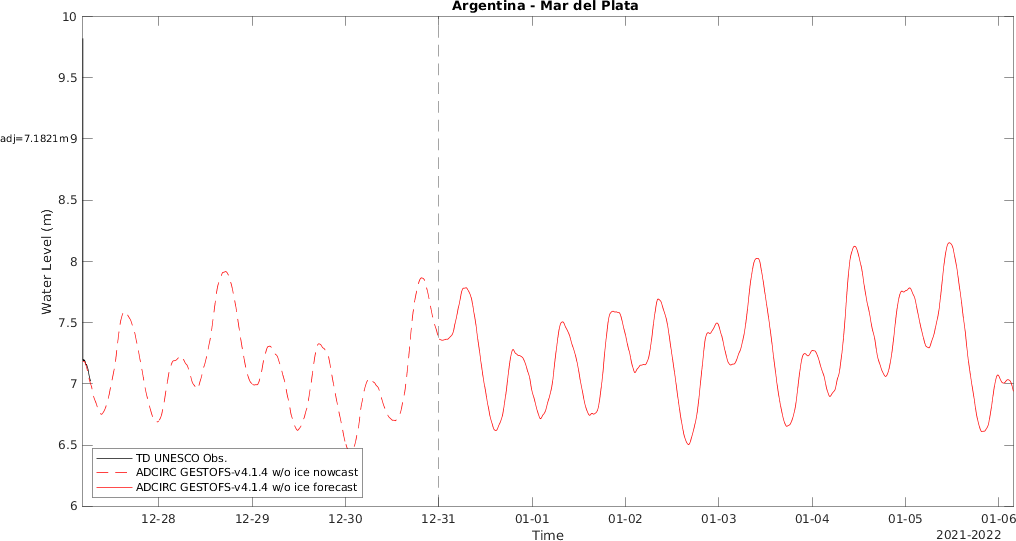 Argentina - Mar del Plata
10
9.5
adj=7.1821m 9
8.5
8
7.5
7
6.5
6
Water Level (m)
TD UNESCO Obs.
ADCIRC GESTOFS-v4.1.4 w/o ice nowcast
ADCIRC GESTOFS-v4.1.4 w/o ice forecast
12-28 12-29 12-30 12-31 01-01 01-02 01-03 01-04 01-05 01-06
Time
2021-2022